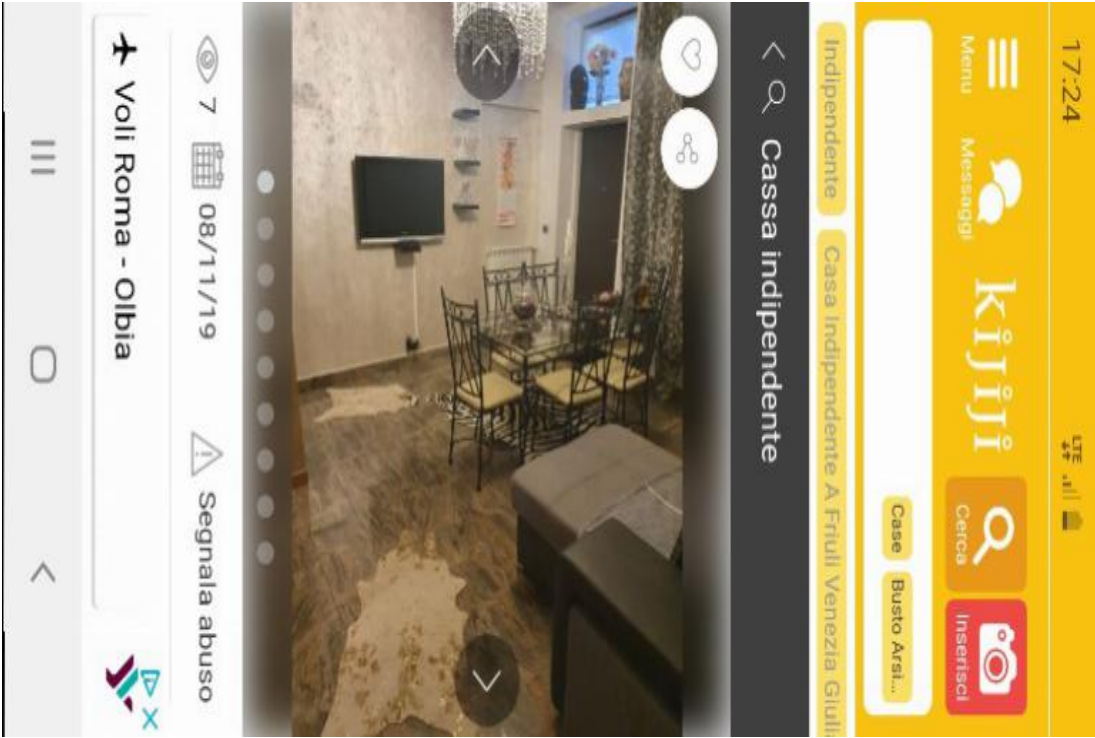 17:24 LTE
Menu Messaggi kijiji Cerca Inserisci
Case Busto Arsi...
Indipendente Casa Indipendente A Friuli Venezia Giuli
Cassa indipendente
7 08/11/19 Segnala abuso
Voli Roma - Olbia